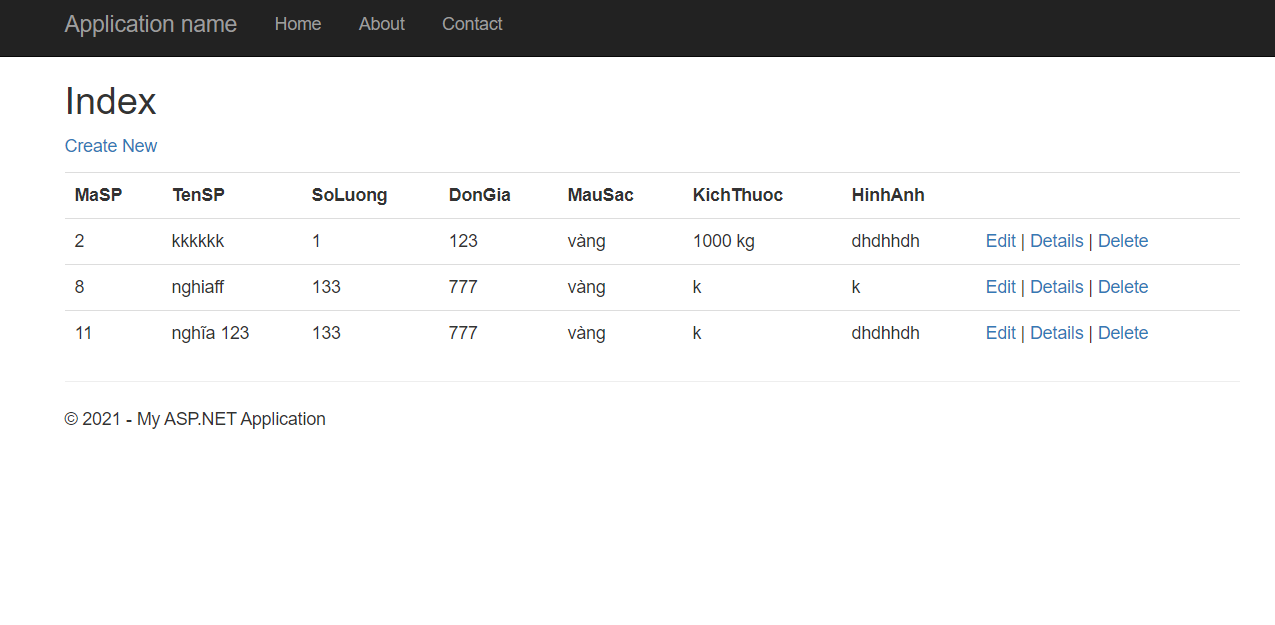 Application name Home About Contact
Index
Create New
MaSP TenSP SoLuong DonGia MauSac KichThuoc HinhAnh
2 kkkkkk 1 123 vàng 1000 kg dhdhhdh Edit | Details | Delete
8 nghiaff 133 777 vàng k k Edit | Details | Delete
11 nghĩa 123 133 777 vàng k dhdhhdh Edit | Details | Delete
© 2021 - My ASP.NET Application